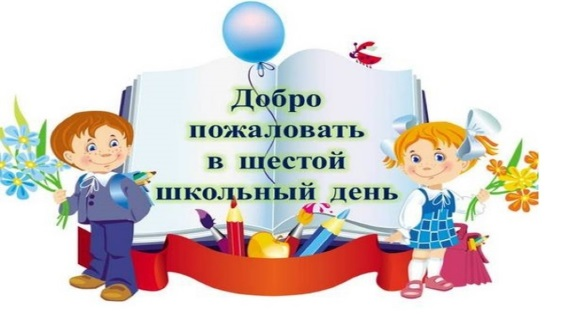 Добро
пожаловать
в шестой
школьный день